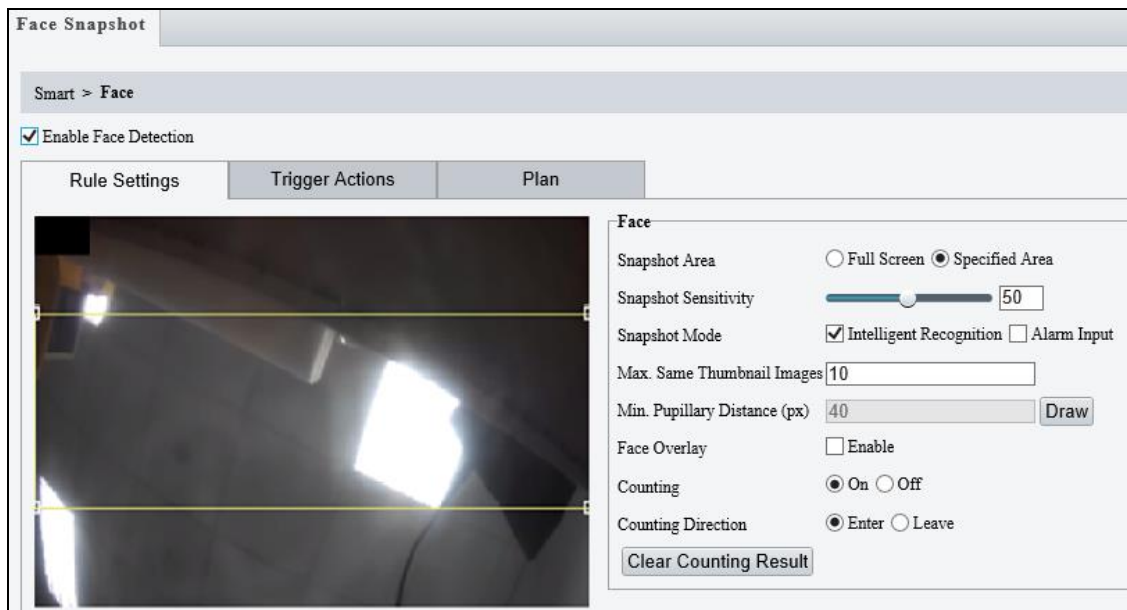 Face Snapshot
Smart > Face
Enable Face Detection
Rule Settings Trigger Actions Plan
Face
Snapshot Area Full Screen Specified Area
Snapshot Sensitivity 50
Snapshot Mode Intelligent Recognition Alarm Input
Max. Same Thumbnail Images 10
Min. Pupillary Distance (px) 40 Draw
Face Overlay Enable
Counting On Off
Counting Direction Enter Leave
Clear Counting Result